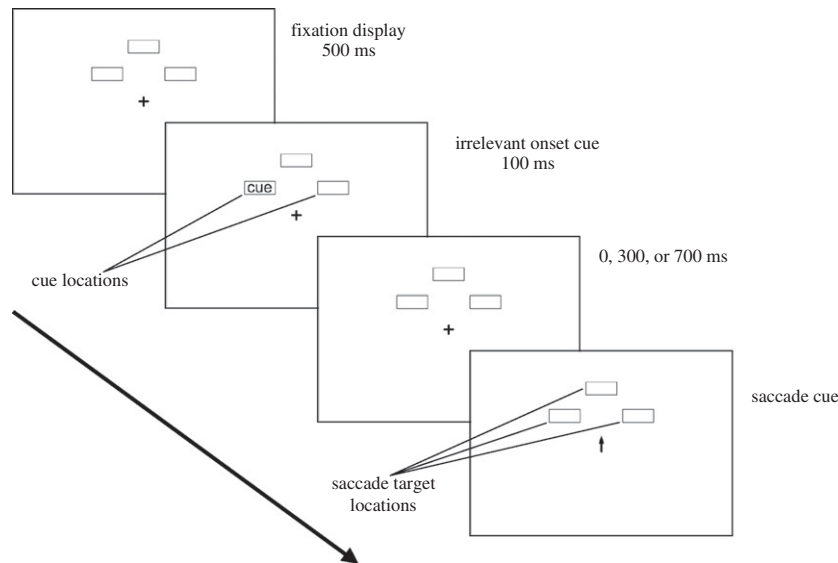 fixation display
500 ms
irrelevant onset cue
100 ms
cue
cue locations
0, 300, or 700 ms
saccade cue
saccade target
locations